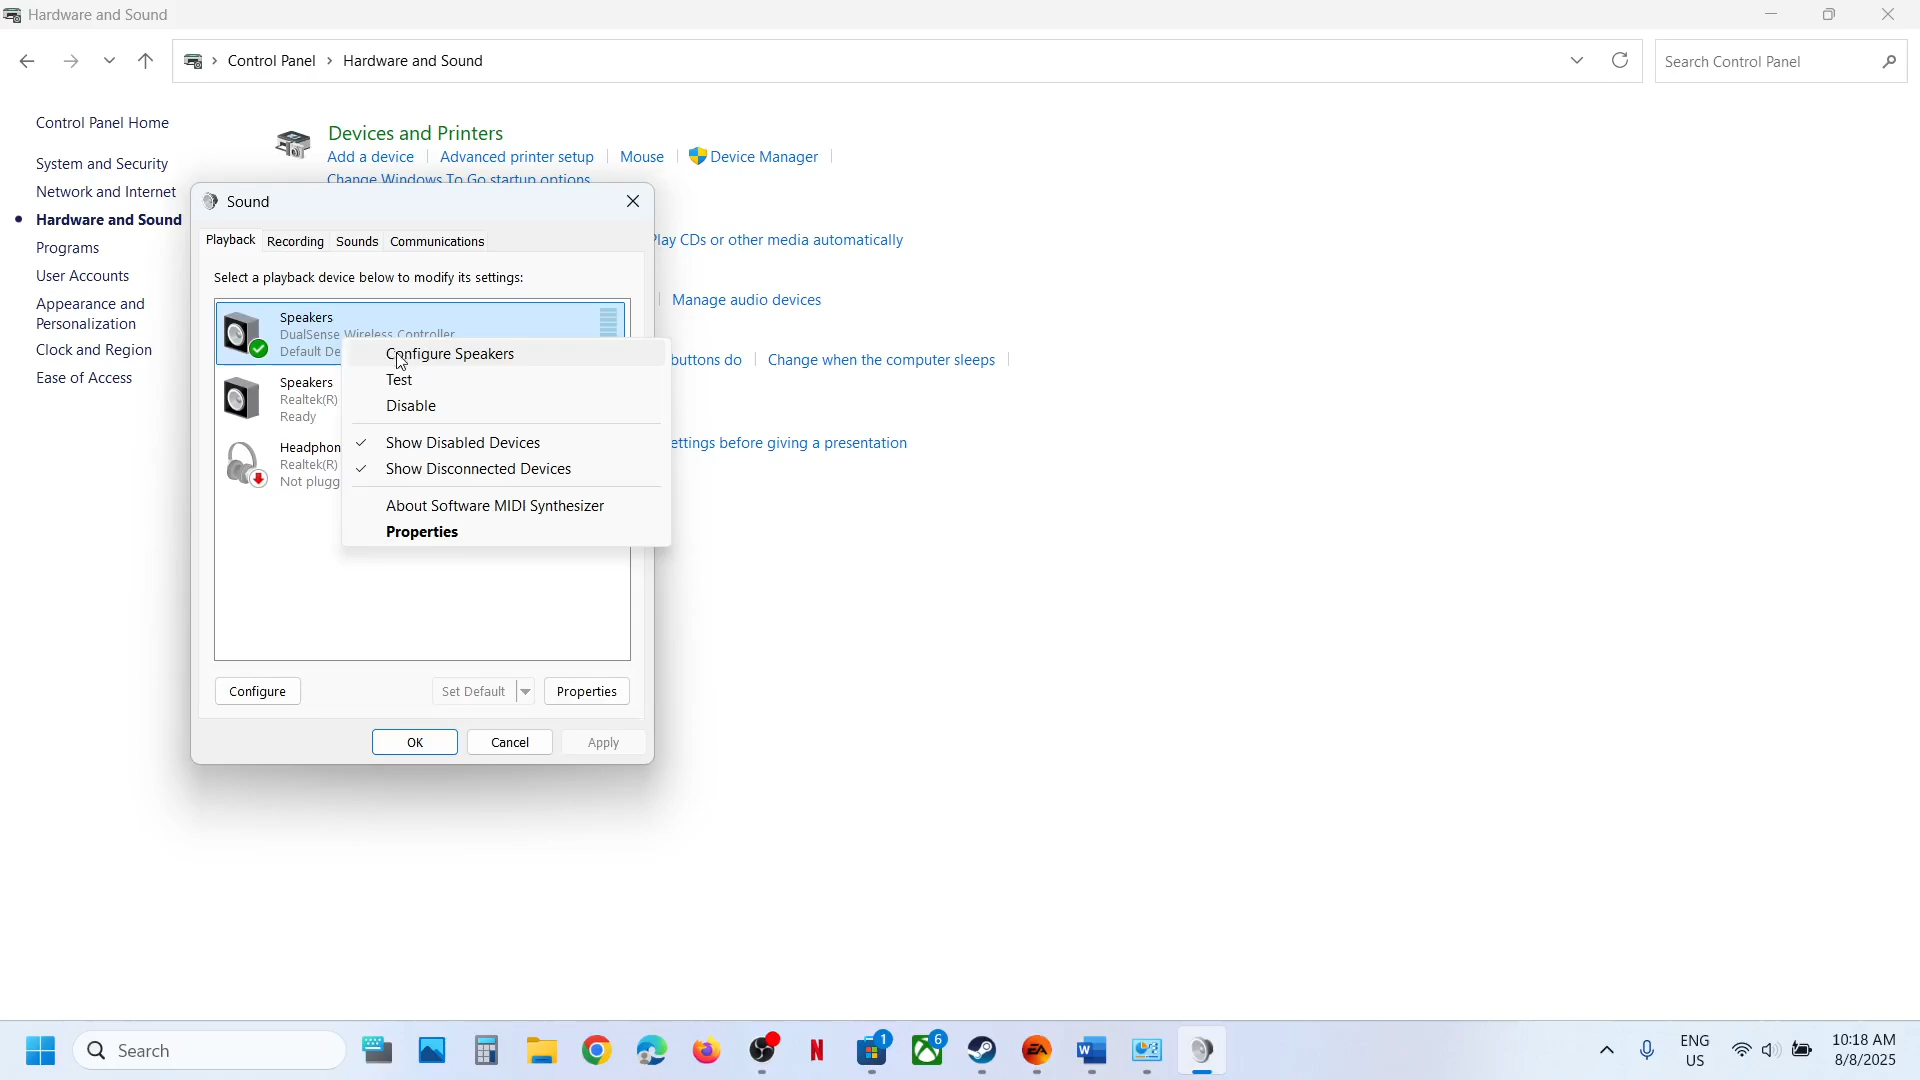 Hardware and Sound
Control Panel > Hardware and Sound
Search Control Panel
Control Panel Home
System and Security
Network and Internet
Hardware and Sound
Programs
User Accounts
Appearance and
Personalization
Clock and Region
Ease of Access
Devices and Printers
Add a device
Advanced printer setup
Mouse
Device Manager
Change Windows To Go startup options
Play CDs or other media automatically
Manage audio devices
buttons do
Change when the computer sleeps
ettings before giving a presentation
Sound
Playback
Recording
Sounds
Communications
Select a playback device below to modify its settings:
Speakers
DualSense Wireless Controller
Default De
Speakers
Realtek(R)
Ready
Headphon
Realtek(R)
Not plugg
Configure Speakers
Test
Disable
Show Disabled Devices
Show Disconnected Devices
About Software MIDI Synthesizer
Properties
Configure
Set Default
Properties
OK
Cancel
Apply
Search
1
6
ENG
US
10:18 AM
8/8/2025